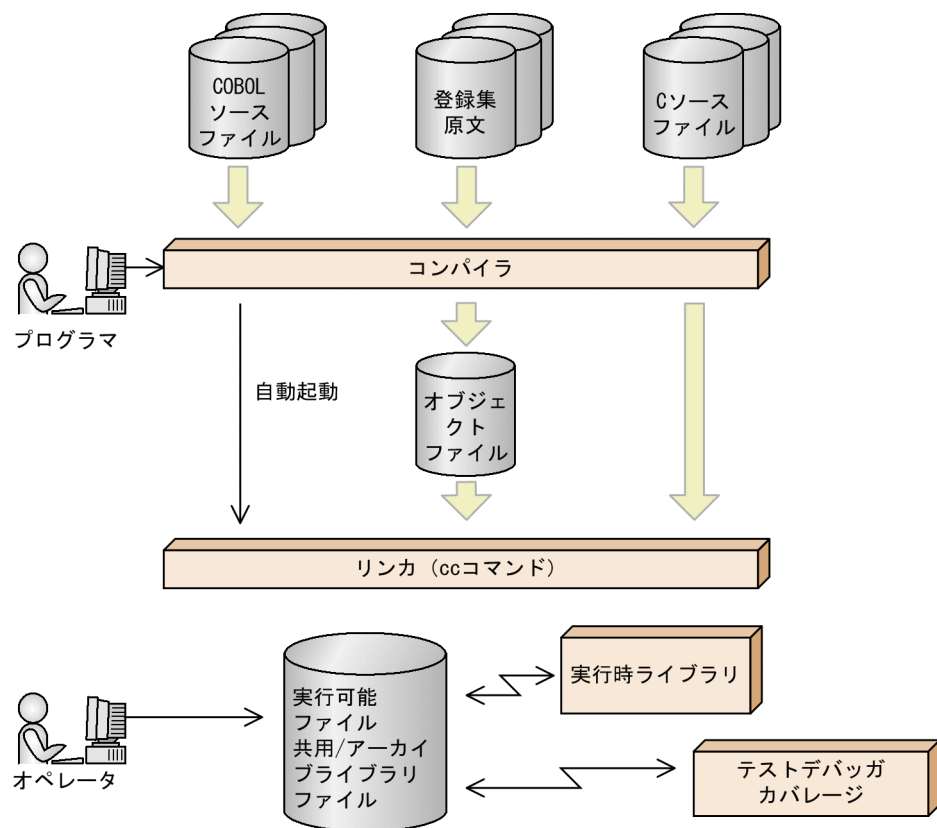 COBOL
ソース
ファイル
登録集
原文
Cソース
ファイル
コンパイラ
プログラマ
自動起動
オブジェ
クト
ファイル
リンカ（ccコマンド）
実行時ライブラリ
実行可能
ファイル
共用/アーカイ
ブライブラリ
ファイル
オペレータ
テストデバッガ
カバレージ